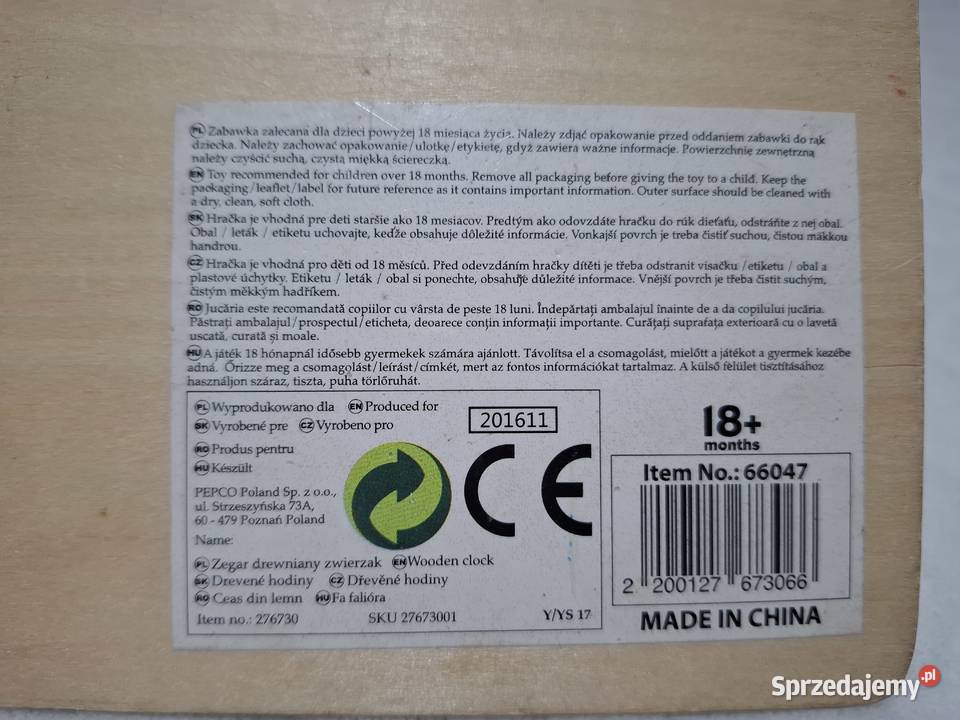 PL Zabawka zalecana dla dzieci powyżej 18 miesiąca życia. Należy zdjąć opakowanie przed oddaniem zabawki do rąk
dziecka. Należy zachować opakowanie/ulotkę/etykietę, gdyż zawiera ważne informacje. Powierzchnię zewnętrzną
należy czyścić suchą, czystą miękką ściereczką.
EN Toy recommended for children over 18 months. Remove all packaging before giving the toy to a child. Keep the
packaging/leaflet/label for future reference as it contains important information. Outer surface should be cleaned with
a dry, clean, soft cloth.
SK Hračka je vhodná pre deti staršie ako 18 mesiacov. Predtým ako odovzdáte hračku do rúk dieťaťu, odstráňte z nej obal.
Obal / leták / etiketu uchovajte, keďže obsahuje dôležité informácie. Vonkajší povrch je treba čistiť suchou, čistou mäkkou
handrou.
CZ Hračka je vhodná pro děti od 18 měsíců. Před odevzdáním hračky dítěti je třeba odstranit visačku /etiketu / obal a
plastové úchytky. Etiketu / leták / obal si ponechte, obsahuje důležité informace. Vnější povrch je třeba čistit suchým,
čistým měkkým hadříkem.
RO Jucăria este recomandată copiilor cu vârsta de peste 18 luni. Îndepărtați ambalajul înainte de a da copilului jucăria.
Păstrați ambalajul/prospectul/eticheta, deoarece conțin informații importante. Curățați suprafața exterioară cu o lavetă
uscată, curată și moale.
HU A játék 18 hónapnál idősebb gyermekek számára ajánlott. Távolítsa el a csomagolást, mielőtt a játékot a gyermek kezébe
adná. Őrizze meg a csomagolást/leírást/címkét, mert az fontos információkat tartalmaz. A külső felület tisztításához
használjon száraz, tiszta, puha törlőruhát.
PL Wyprodukowano dla EN Produced for
SK Vyrobené pre CZ Vyrobeno pro
RO Produs pentru
HU Készült
201611
CE
PEPCO Poland Sp. z o.o.,
ul. Strzeszyńska 73A,
60 - 479 Poznań Poland
Name:
PL Zegar drewniany zwierzak EN Wooden clock
SK Drevené hodiny CZ Dřevěné hodiny
RO Ceas din lemn HU Fa falióra
Item no.: 276730 SKU 27673001 Y/YS 17
18+
months
Item No.: 66047
2 200127 673066
MADE IN CHINA
Sprzedajemy.pl